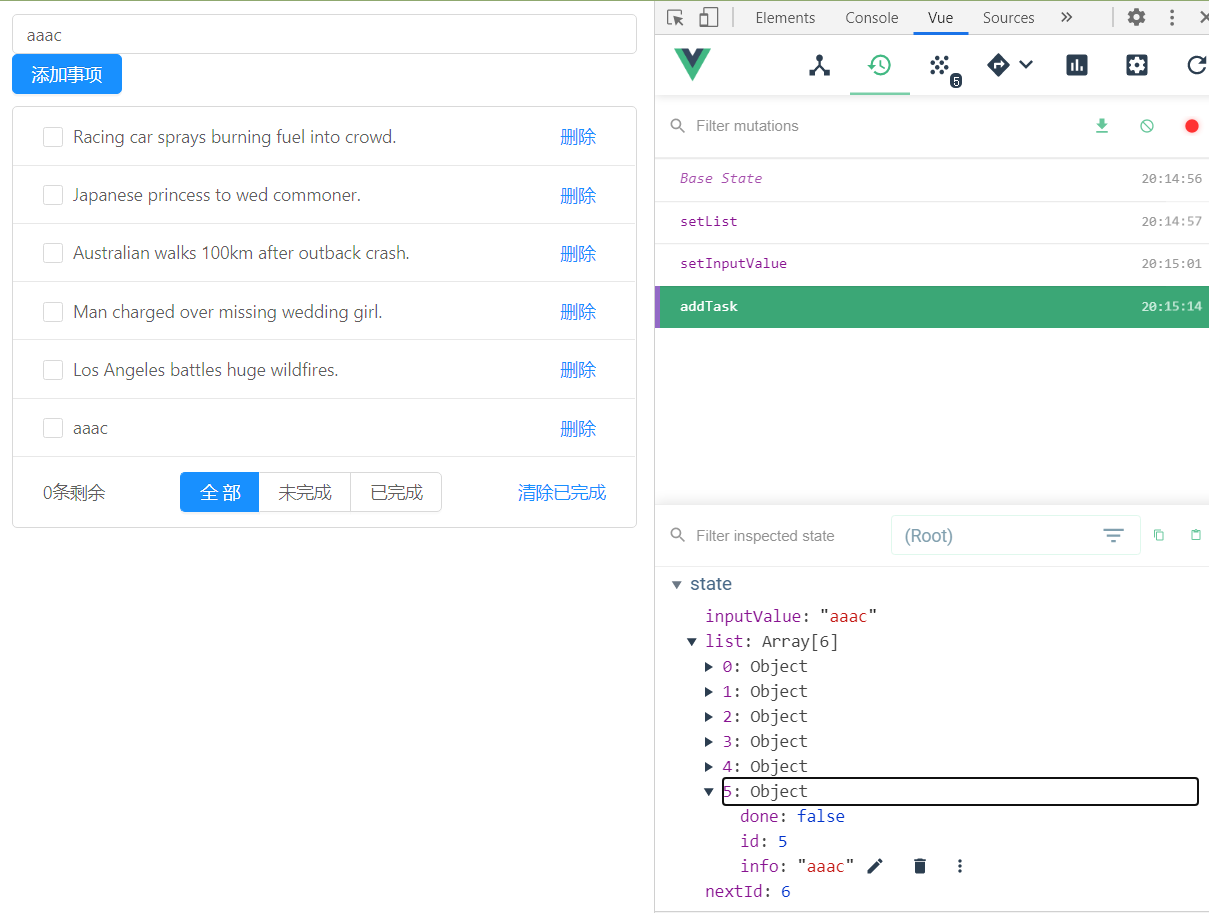 aaac
添加事项
Racing car sprays burning fuel into crowd. 删除
Japanese princess to wed commoner. 删除
Australian walks 100km after outback crash. 删除
Man charged over missing wedding girl. 删除
Los Angeles battles huge wildfires. 删除
aaac 删除
0条剩余 全 部 未完成 已完成 清除已完成
Elements Console Vue Sources
5
Filter mutations
Base State 20:14:56
setList 20:14:57
setInputValue 20:15:01
addTask 20:15:14
Filter inspected state (Root)
state
inputValue: "aaac"
list: Array[6]
0: Object
1: Object
2: Object
3: Object
4: Object
5: Object
done: false
id: 5
info: "aaac"
nextId: 6